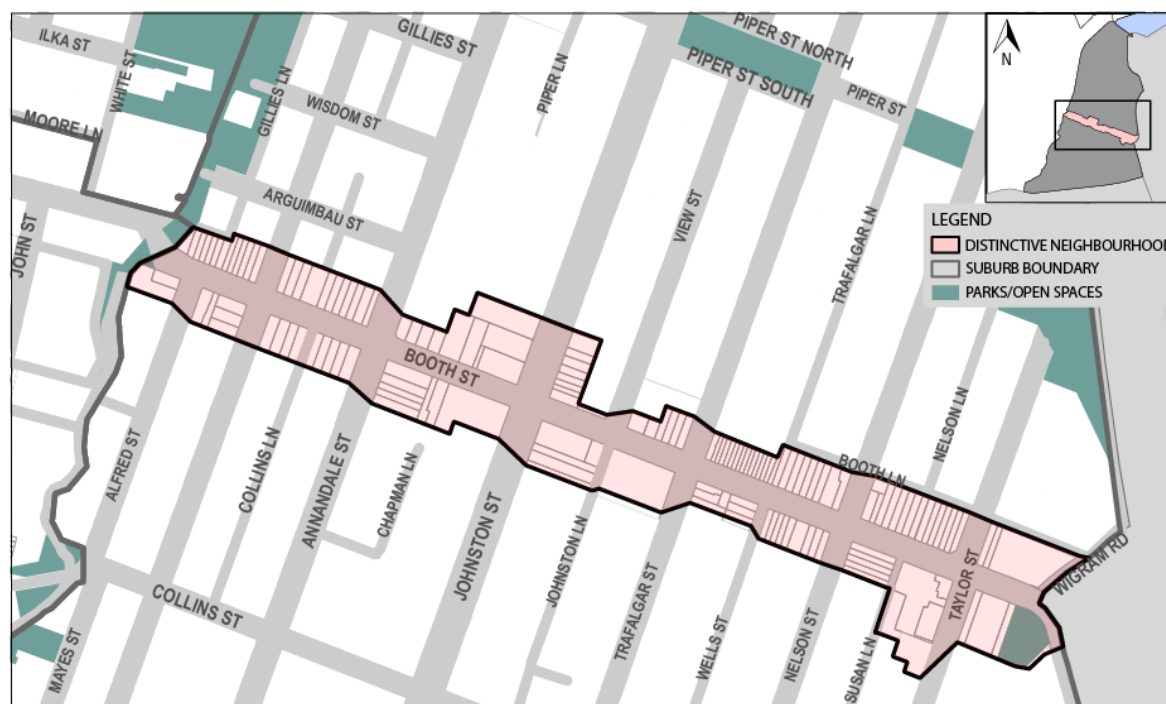 ILKA ST
WHITE ST
GILLIES ST
GILLIES LN
PIPER LN
PIPER ST NORTH
PIPER ST SOUTH
PIPER ST
N
MOORE LN
WISDOM ST
ARGUIMBAU ST
JOHN ST
VIEW ST
TRAFALGAR LN
LEGEND
DISTINCTIVE NEIGHBOURHOOD
SUBURB BOUNDARY
PARKS/OPEN SPACES
BOOTH ST
ALFRED ST
COLLINS LN
ANNANDALE ST
CHAPMAN LN
NELSON LN
BOOTH LN
JOHNSTON ST
JOHNSTON LN
TRAFALGAR ST
WELLS ST
NELSON ST
SUSAN LN
TAYLOR ST
WIGRAM RD
COLLINS ST
MAYES ST